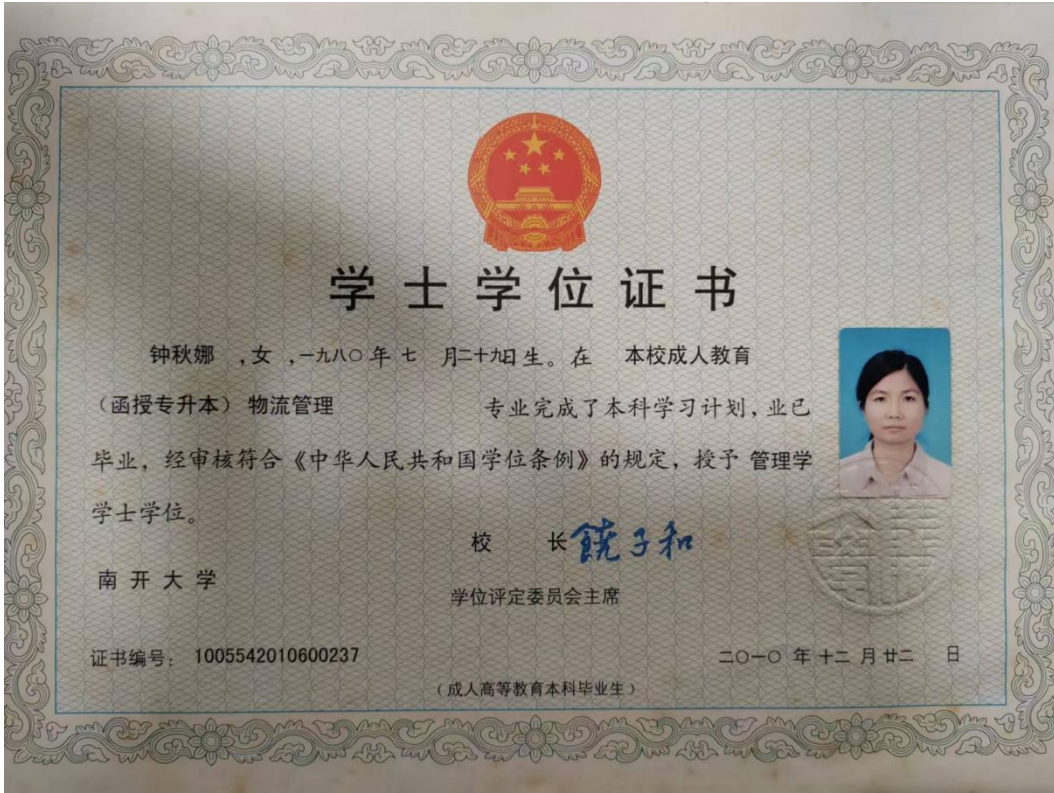 学士学位证书
钟秋娜 ,女 ,一九八〇年 七 月二十九日生。在 本校成人教育
（函授专升本）物流管理 专业完成了本科学习计划，业已
毕业，经审核符合《中华人民共和国学位条例》的规定，授予 管理学
学士学位。
校 长 饶子和
南开大学
学位评定委员会主席
证书编号： 1005542010600237
二〇一〇 年 十二 月 廿二 日
（成人高等教育本科毕业生）